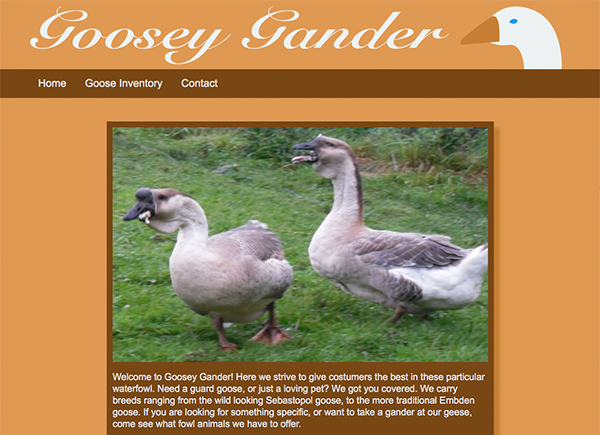 Goosey Gander
Home Goose Inventory Contact
Welcome to Goosey Gander! Here we strive to give costumers the best in these particular
waterfowl. Need a guard goose, or just a loving pet? We got you covered. We carry
breeds ranging from the wild looking Sebastopol goose, to the more traditional Embden
goose. If you are looking for something specific, or want to take a gander at our geese,
come see what fowl animals we have to offer.